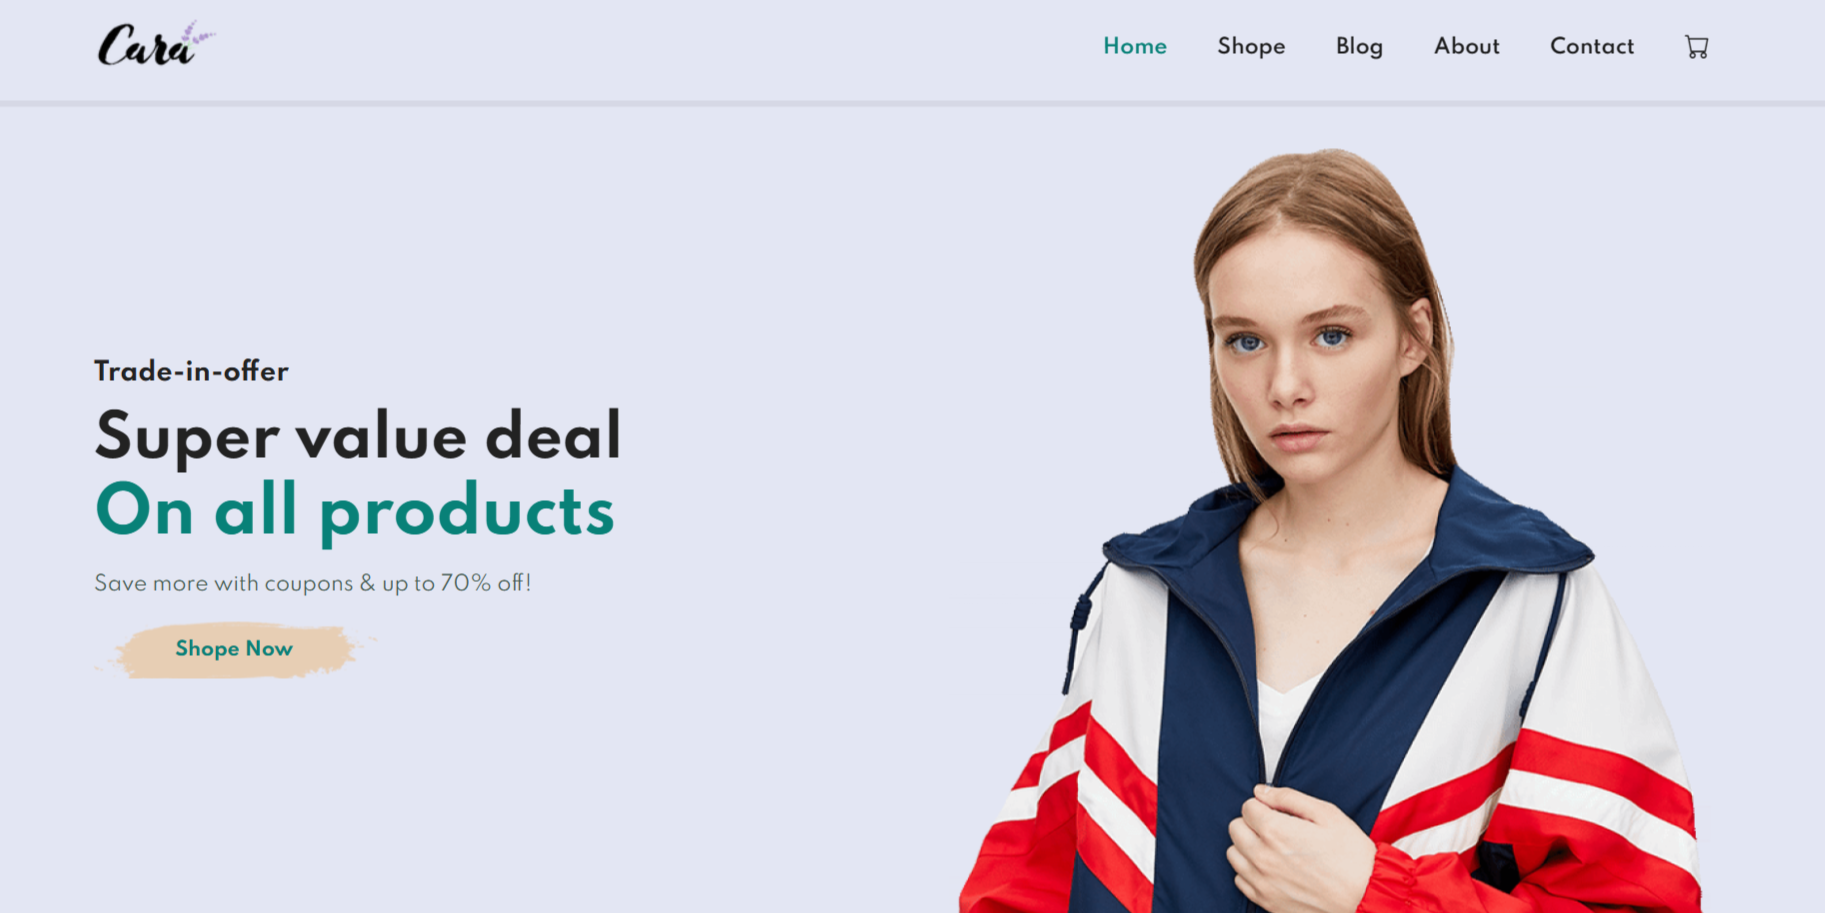 Cara
Home Shope Blog About Contact
Trade-in-offer
Super value deal
On all products
Save more with coupons & up to 70% off!
Shope Now